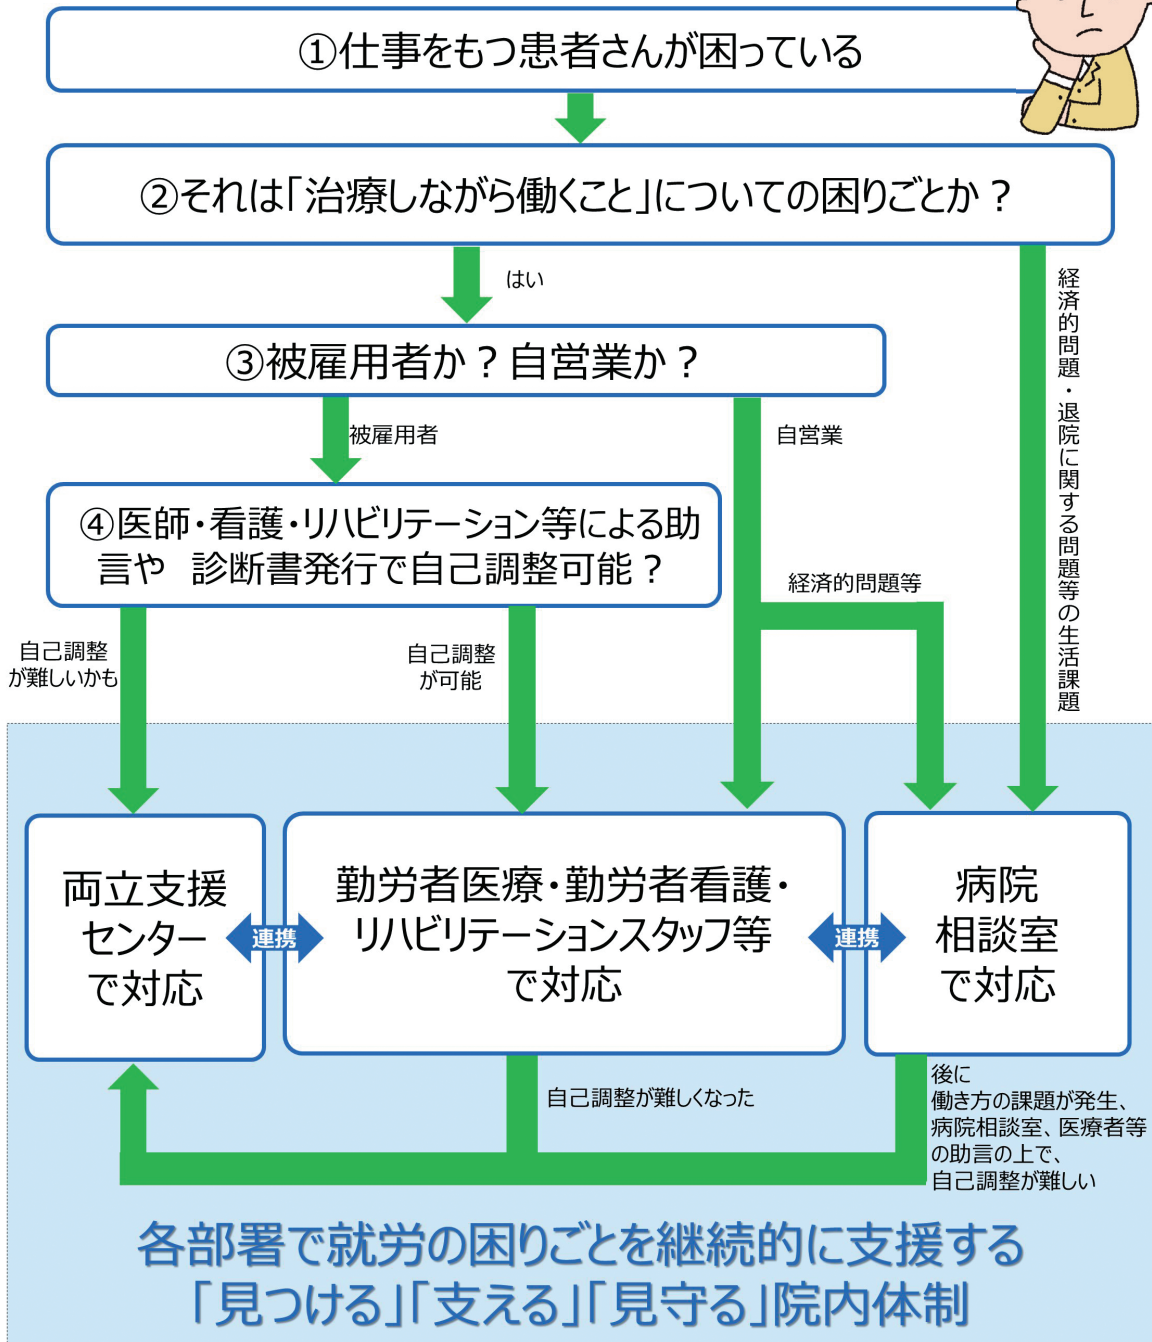 ①仕事をもつ患者さんが困っている
②それは「治療しながら働くこと」についての困りごとか？
はい
経済的問題・退院に関する問題等の生活課題
③被雇用者か？自営業か？
被雇用者
自営業
④医師・看護・リハビリテーション等による助
言や　診断書発行で自己調整可能？
経済的問題等
自己調整
が難しいかも
自己調整
が可能
両立支援
センター
で対応
連携
勤労者医療・勤労者看護・
リハビリテーションスタッフ等
で対応
連携
病院
相談室
で対応
自己調整が難しくなった
後に
働き方の課題が発生、
病院相談室、医療者等
の助言の上で、
自己調整が難しい
各部署で就労の困りごとを継続的に支援する
「見つける」「支える」「見守る」院内体制